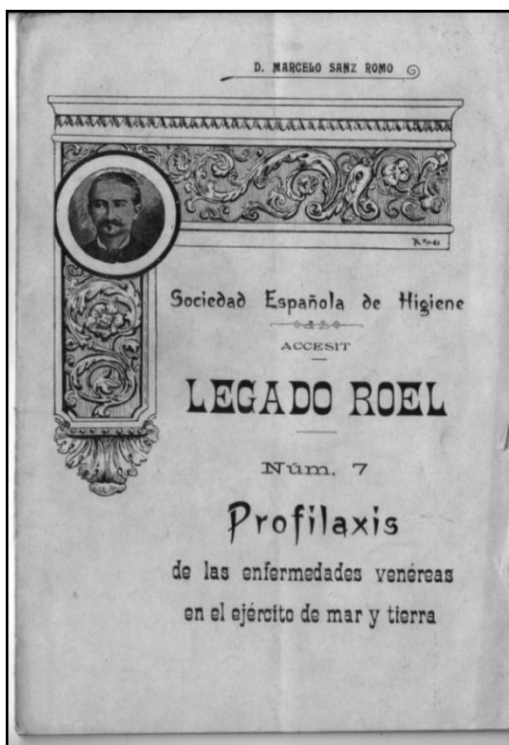 D. MARCELO SANZ ROMO
Sociedad Española de Higiene
ACCESIT
LEGADO ROEL
Núm. 7
Profilaxis
de las enfermedades venéreas
en el ejército de mar y tierra